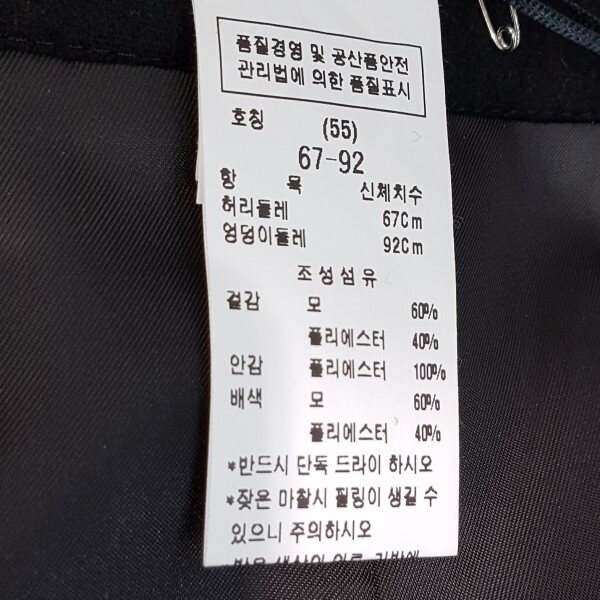 품질경영 및 공산품안전
관리법에 의한 품질표시
호칭 (55)
67-92
항 목 신체치수
허리둘레 67Cm
엉덩이둘레 92Cm
조성섬유
겉감 모 60%
폴리에스터 40%
안감 폴리에스터 100%
배색 모 60%
폴리에스터 40%
*반드시 단독 드라이 하시오
*잦은 마찰시 필링이 생길 수
있으니 주의하시오